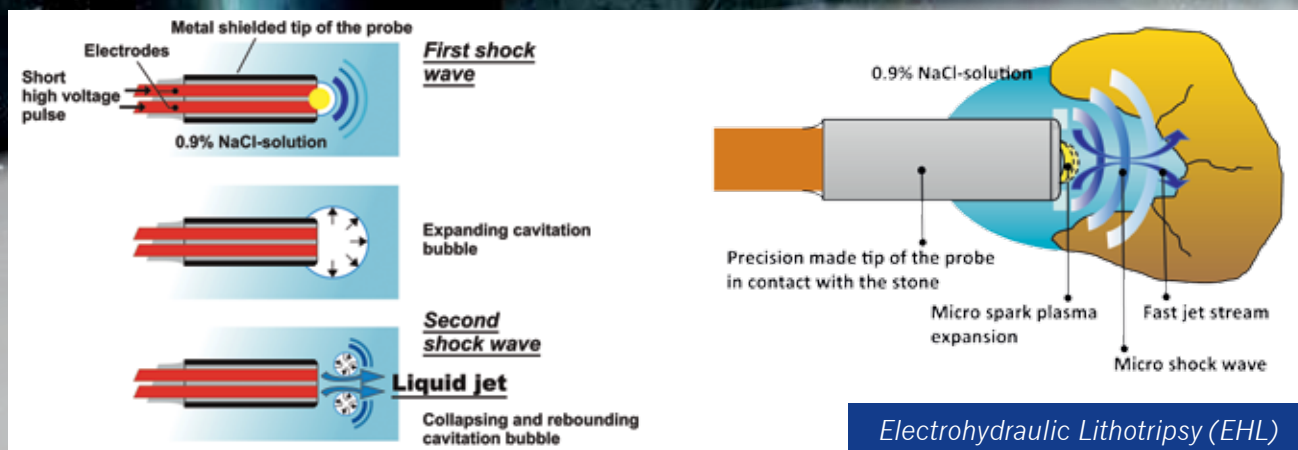 Metal shielded tip of the probe
Electrodes
Short
high voltage
pulse
0.9% NaCl-solution
First shock
wave
Expanding cavitation
bubble
Second
shock wave
Liquid jet
Collapsing and rebounding
cavitation bubble
0.9% NaCl-solution
Precision made tip of the probe
in contact with the stone
Micro spark plasma
expansion
Fast jet stream
Micro shock wave
Electrohydraulic Lithotripsy (EHL)